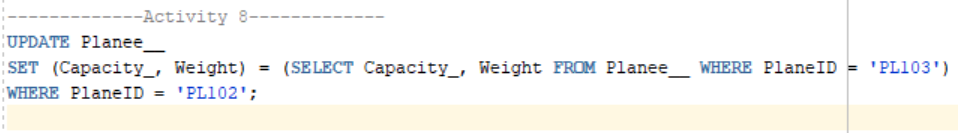 -------------Activity 8-------------
UPDATE Planee__
SET (Capacity_, Weight) = (SELECT Capacity_, Weight FROM Planee__ WHERE PlaneID = 'PL103')
WHERE PlaneID = 'PL102';